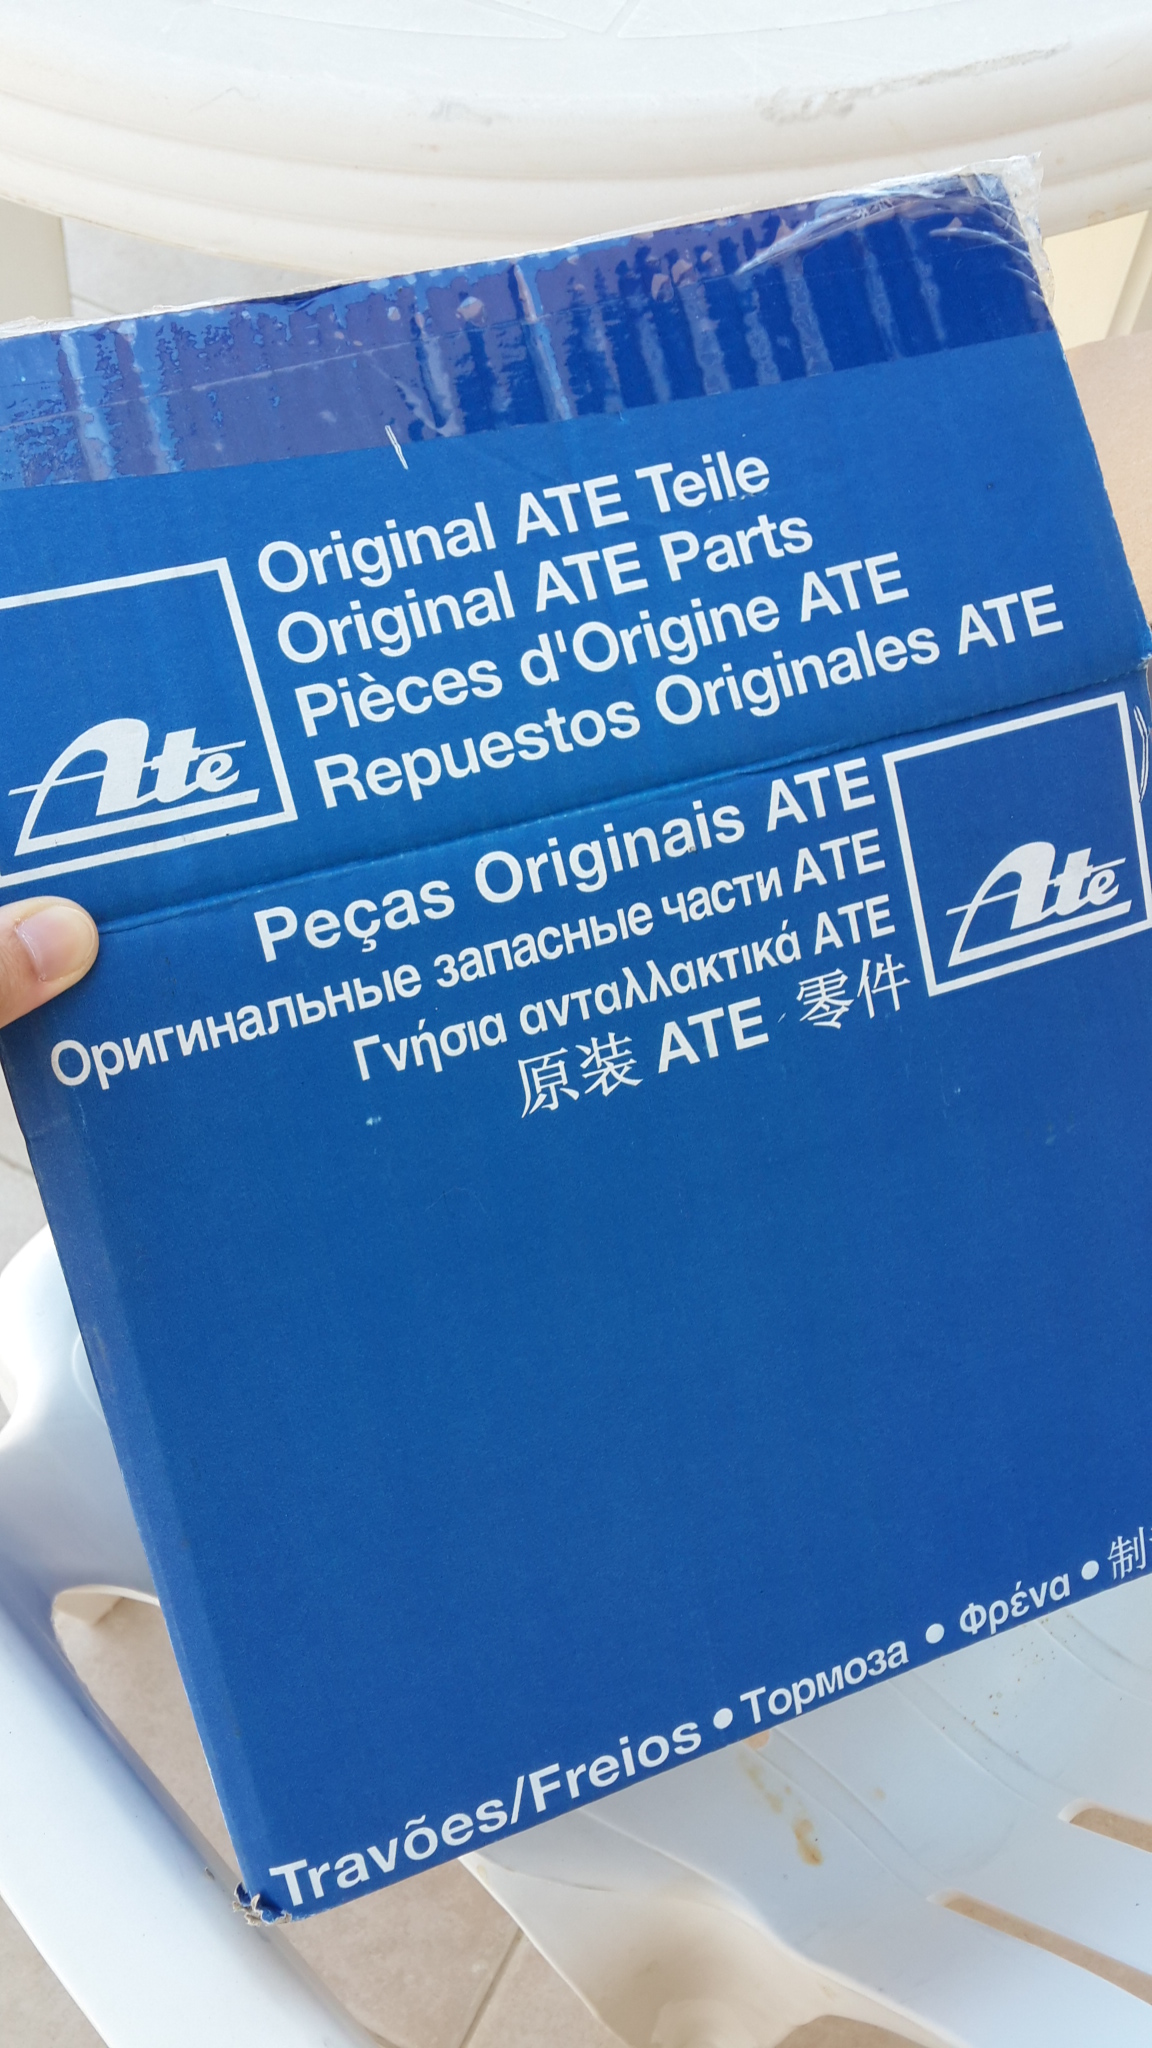 Original ATE Teile
Original ATE Parts
Pièces d'Origine ATE
Repuestos Originales ATE
Ate
Peças Originais ATE
Оригинальные запасные части ATE
Γνήσια ανταλλακτικά ATE
原装 ATE 零件
Ate
Travões/Freios • Тормоза • Φρένα • 制